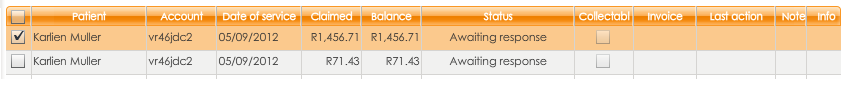 Patient Account Date of service Claimed Balance Status Collectabl Invoice Last action Note Info
Karlien Muller vr46jdc2 05/09/2012 R1,456.71 R1,456.71 Awaiting response
Karlien Muller vr46jdc2 05/09/2012 R71.43 R71.43 Awaiting response